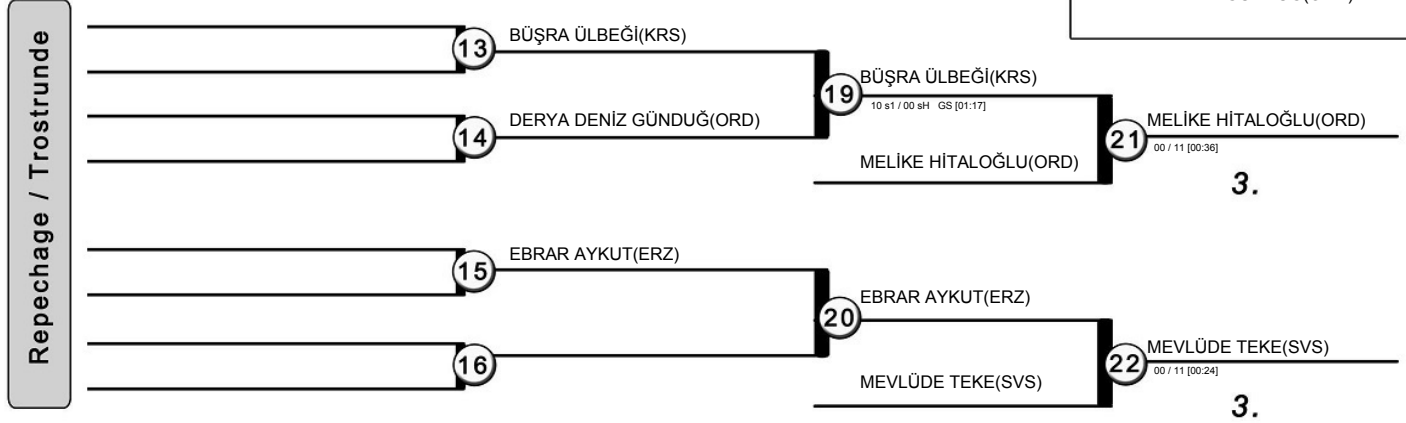 Repechage / Trostrunde
13
BÜŞRA ÜLBEĞİ(KRS)
14
DERYA DENİZ GÜNDUĞ(ORD)
19
BÜŞRA ÜLBEĞİ(KRS)
10 s1 / 00 sH GS [01:17]
MELİKE HİTALOĞLU(ORD)
21
MELİKE HİTALOĞLU(ORD)
00 / 11 [00:36]
3.
15
EBRAR AYKUT(ERZ)
16
20
EBRAR AYKUT(ERZ)
MEVLÜDE TEKE(SVS)
22
MEVLÜDE TEKE(SVS)
00 / 11 [00:24]
3.